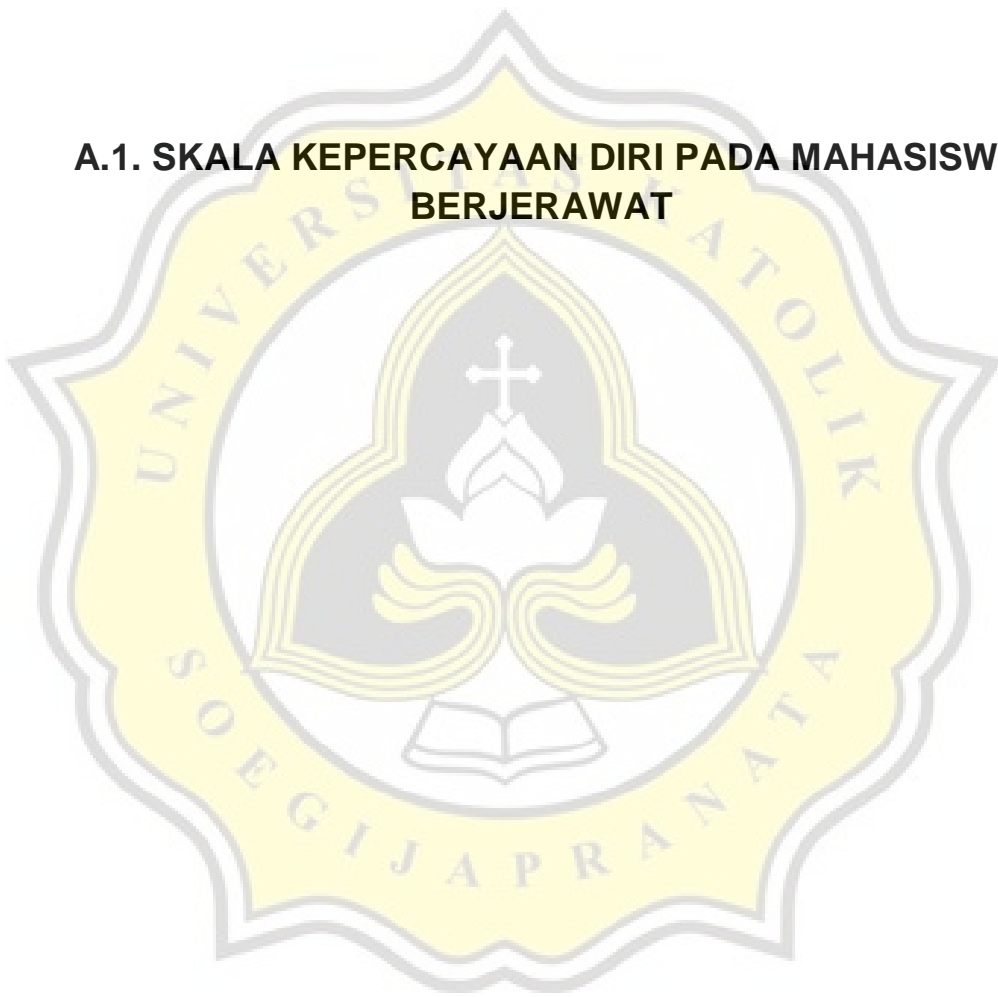 A.1. SKALA KEPERCAYAAN DIRI PADA MAHASISW
BERJERAWAT
UNIVERSITAS KATOLIK
SOEGIJAPRANATA